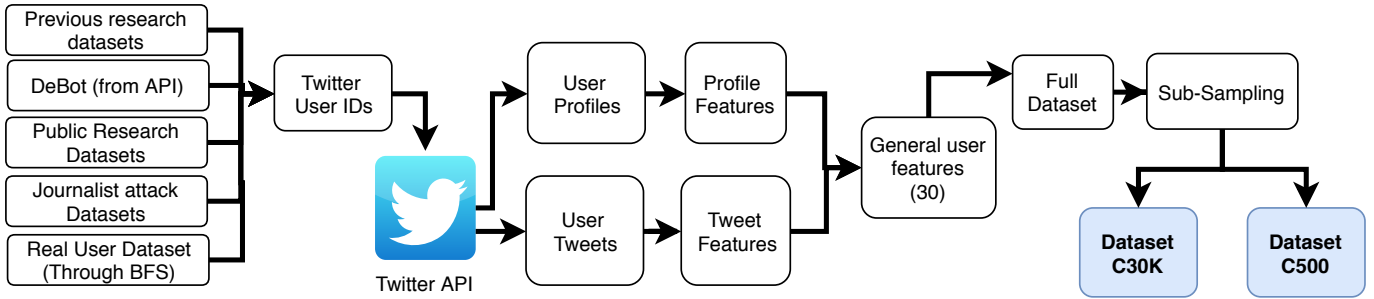 Previous research
datasets
DeBot (from API)
Public Research
Datasets
Journalist attack
Datasets
Real User Dataset
(Through BFS)
Twitter
User IDs
Twitter API
User
Profiles
Profile
Features
User
Tweets
Tweet
Features
General user
features
(30)
Full
Dataset
Sub-Sampling
Dataset
C30K
Dataset
C500